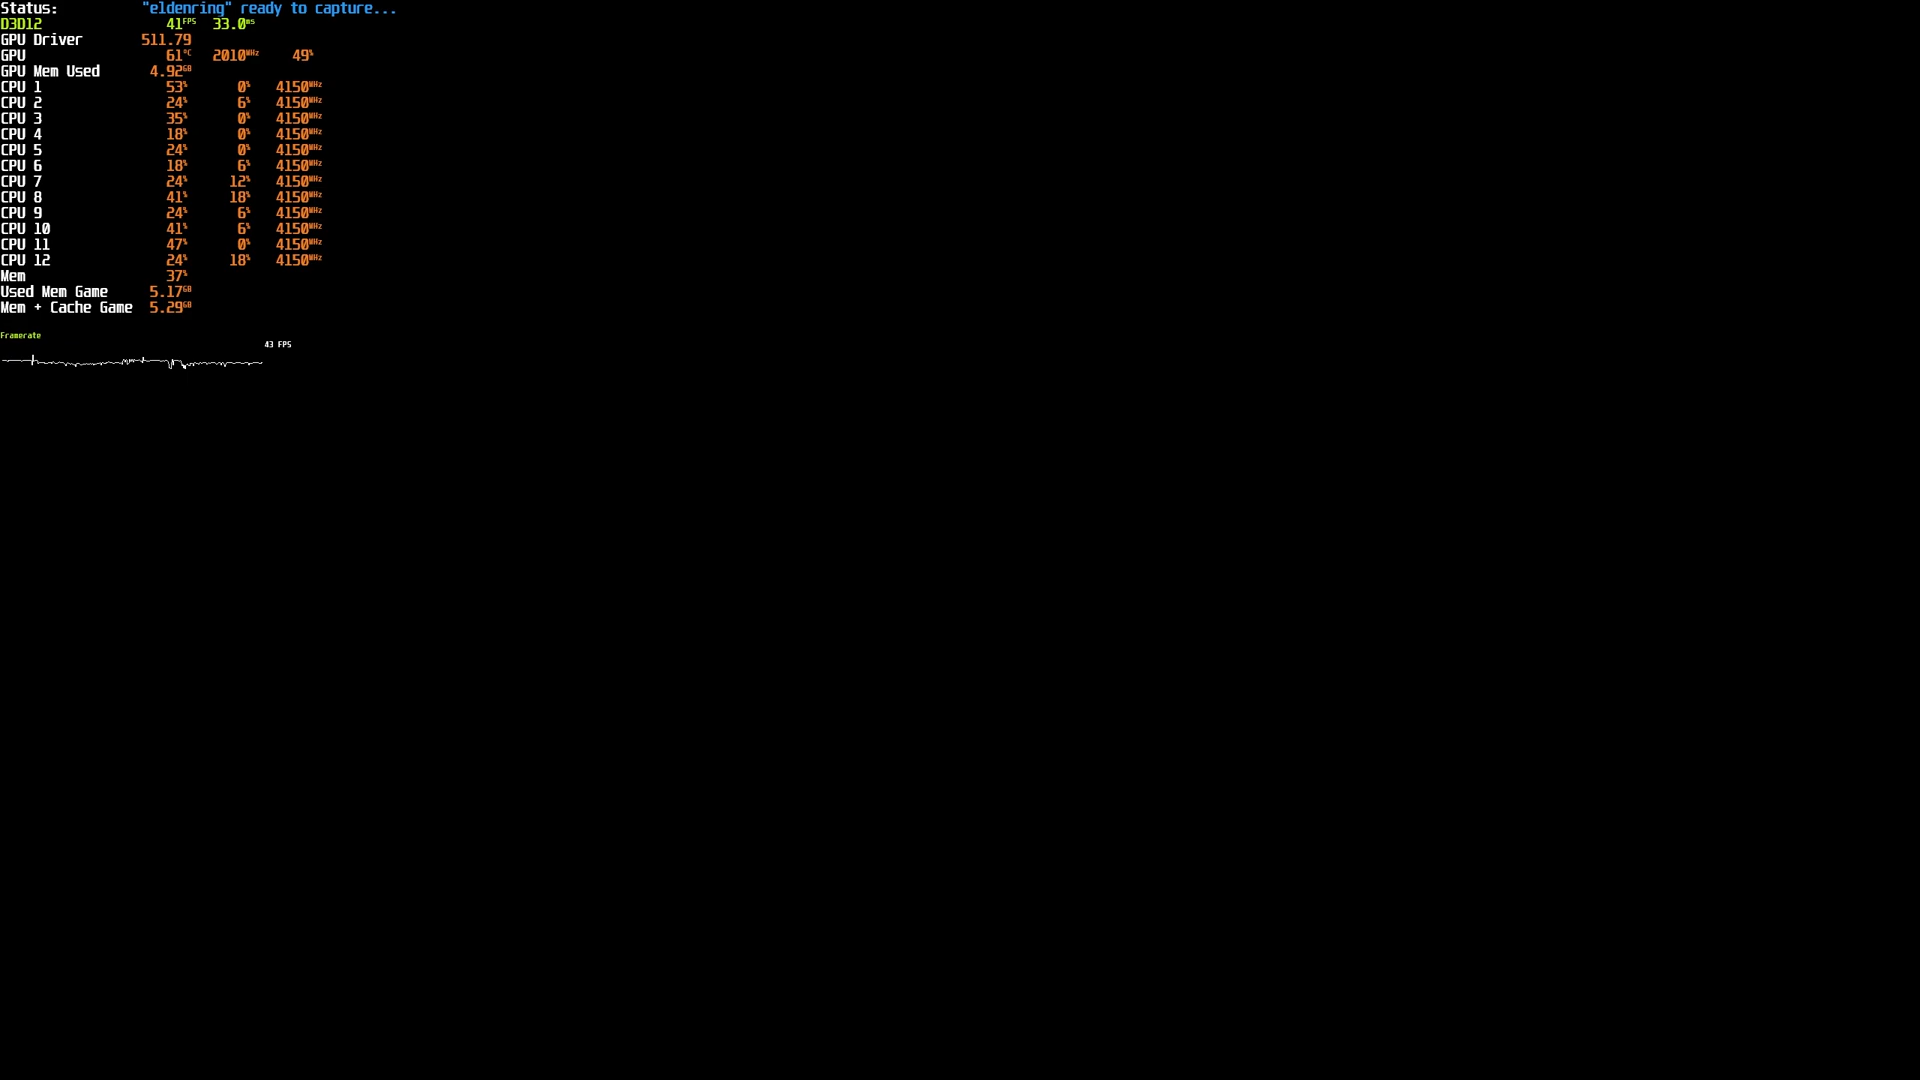 Status: "eldenring" ready to capture...
D3D12 41FPS 33.0ms
GPU Driver 511.79
GPU 61°C 2010MHz 49%
GPU Mem Used 4.92GB
CPU 1 53% 0% 4150MHz
CPU 2 24% 6% 4150MHz
CPU 3 35% 0% 4150MHz
CPU 4 18% 0% 4150MHz
CPU 5 24% 0% 4150MHz
CPU 6 18% 6% 4150MHz
CPU 7 24% 12% 4150MHz
CPU 8 41% 18% 4150MHz
CPU 9 24% 6% 4150MHz
CPU 10 41% 6% 4150MHz
CPU 11 47% 0% 4150MHz
CPU 12 24% 18% 4150MHz
Mem 37%
Used Mem Game 5.17GB
Mem + Cache Game 5.29GB
Framerate
43 FPS